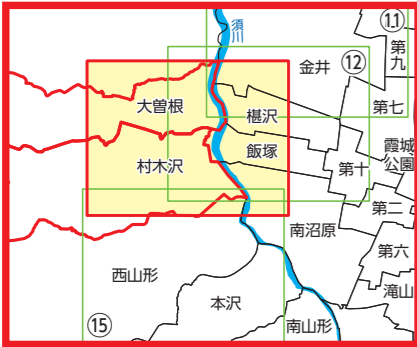 須川
⑪
第九
金井
⑫
大曽根
椹沢
第七
飯塚
霞城
公園
村木沢
第十
第二
南沼原
第六
西山形
滝山
本沢
南山形
⑮